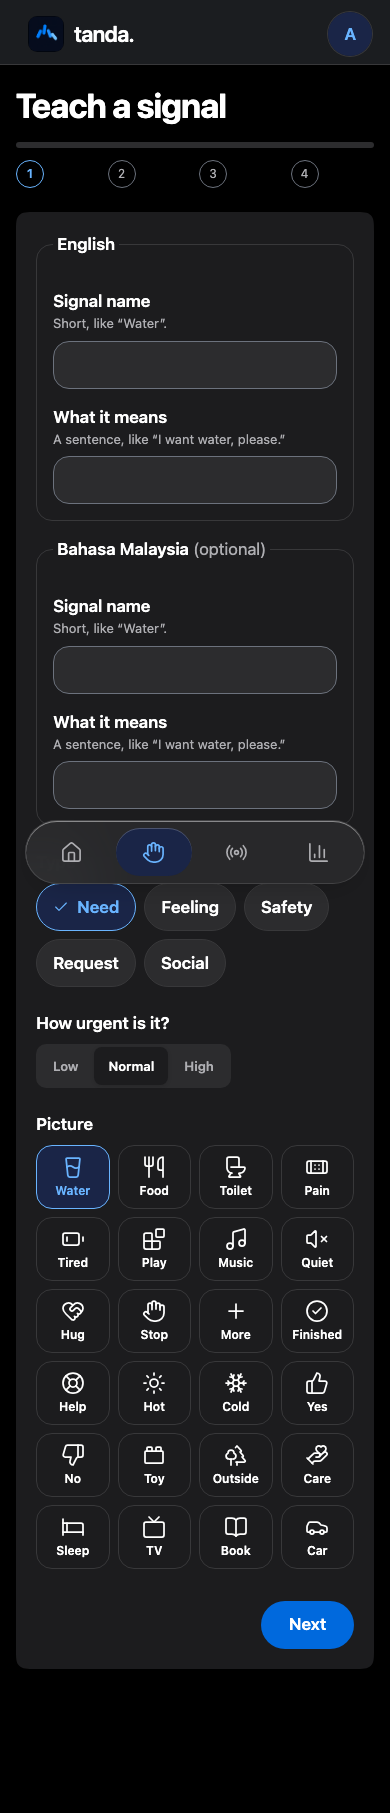 tanda.
A
Teach a signal
1 2 3 4
English
Signal name
Short, like “Water”.
What it means
A sentence, like “I want water, please.”
Bahasa Malaysia (optional)
Signal name
Short, like “Water”.
What it means
A sentence, like “I want water, please.”
Need Feeling Safety
Request Social
How urgent is it?
Low Normal High
Picture
Water Food Toilet Pain
Tired Play Music Quiet
Hug Stop More Finished
Help Hot Cold Yes
No Toy Outside Care
Sleep TV Book Car
Next